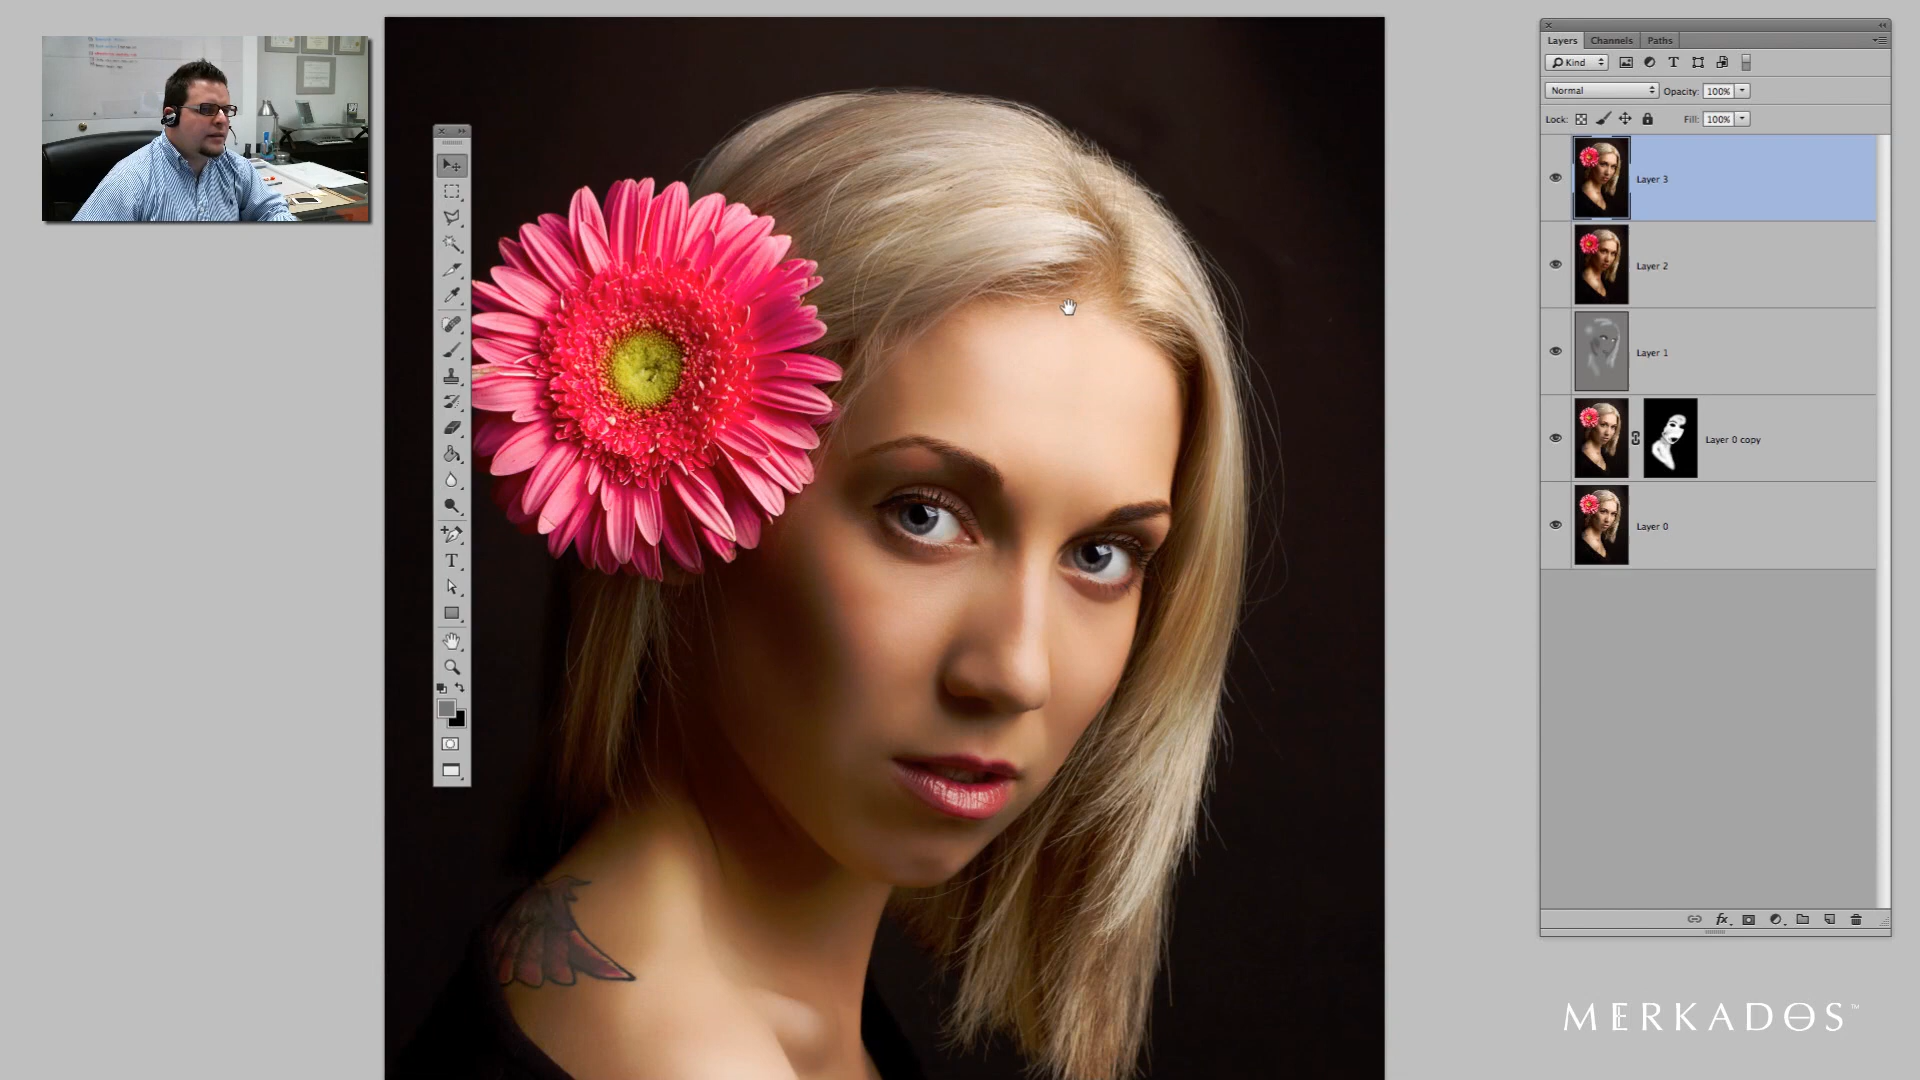 Layers Channels Paths
Kind
Normal Opacity: 100%
Lock: Fill: 100%
Layer 3
Layer 2
Layer 1
Layer 0 copy
Layer 0
fx
T
MERKADOS™